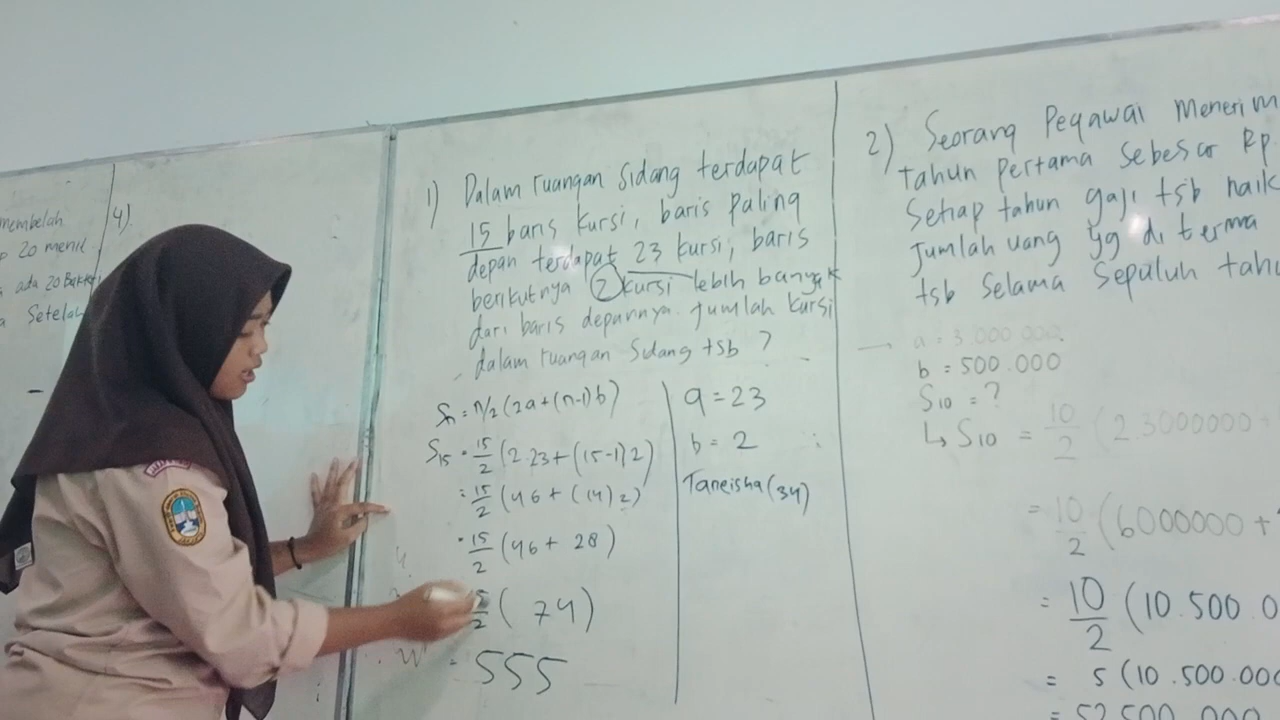 membelah
20 menit
ada 20 Bakteri
Setelah
4).
1) Dalam ruangan Sidang terdapat
15 baris kursi, baris paling
depan terdapat 23 kursi, baris
berikutnya 2 kursi lebih banyak
dari baris depannya. Jumlah kursi
dalam ruangan Sidang tsb ?
Sn = n/2 (2a+(n-1)b)
S15 = 15/2 (2.23+(15-1)2)
= 15/2 (46 + (14)2)
= 15/2 (46 + 28)
15/2 ( 74)
= 555
a = 23
b = 2
Taneisha (34)
2) Seorang Pegawai Menerim
tahun Pertama Sebesar Rp.
Setiap tahun gaji tsb naik
Jumlah uang yg di terma
tsb Selama Sepuluh tahu
a = 3.000.000
b = 500.000
S10 = ?
↳ S10 = 10/2 (2.3000000 +
= 10/2 (6000000 +
= 10/2 (10.500.0
= 5 (10.500.000
= 52.500.000